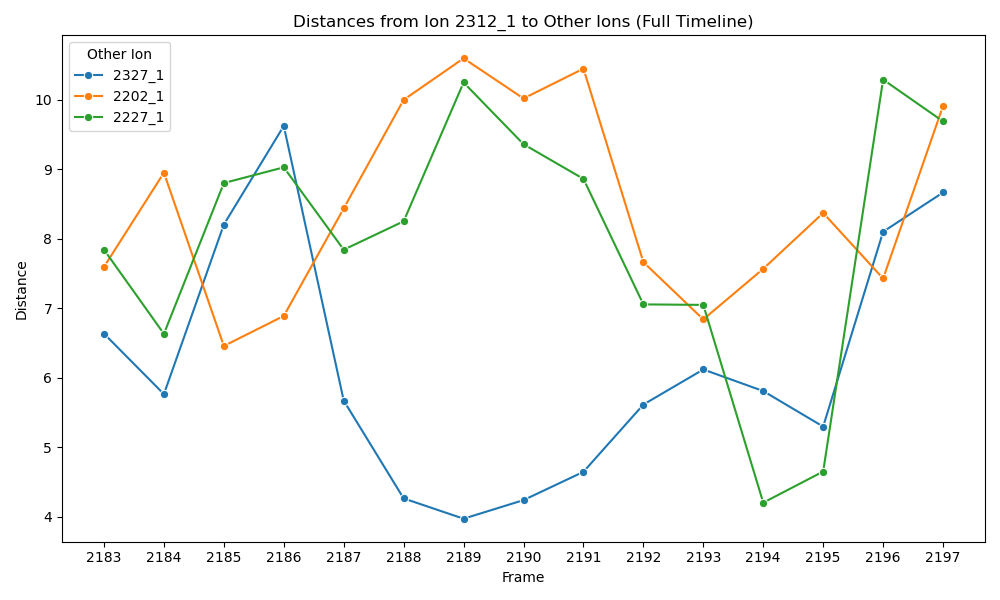 Distances from Ion 2312_1 to Other Ions (Full Timeline)
Other Ion
2327_1
2202_1
2227_1
Distance
10
9
8
7
6
5
4
2183 2184 2185 2186 2187 2188 2189 2190 2191 2192 2193 2194 2195 2196 2197
Frame